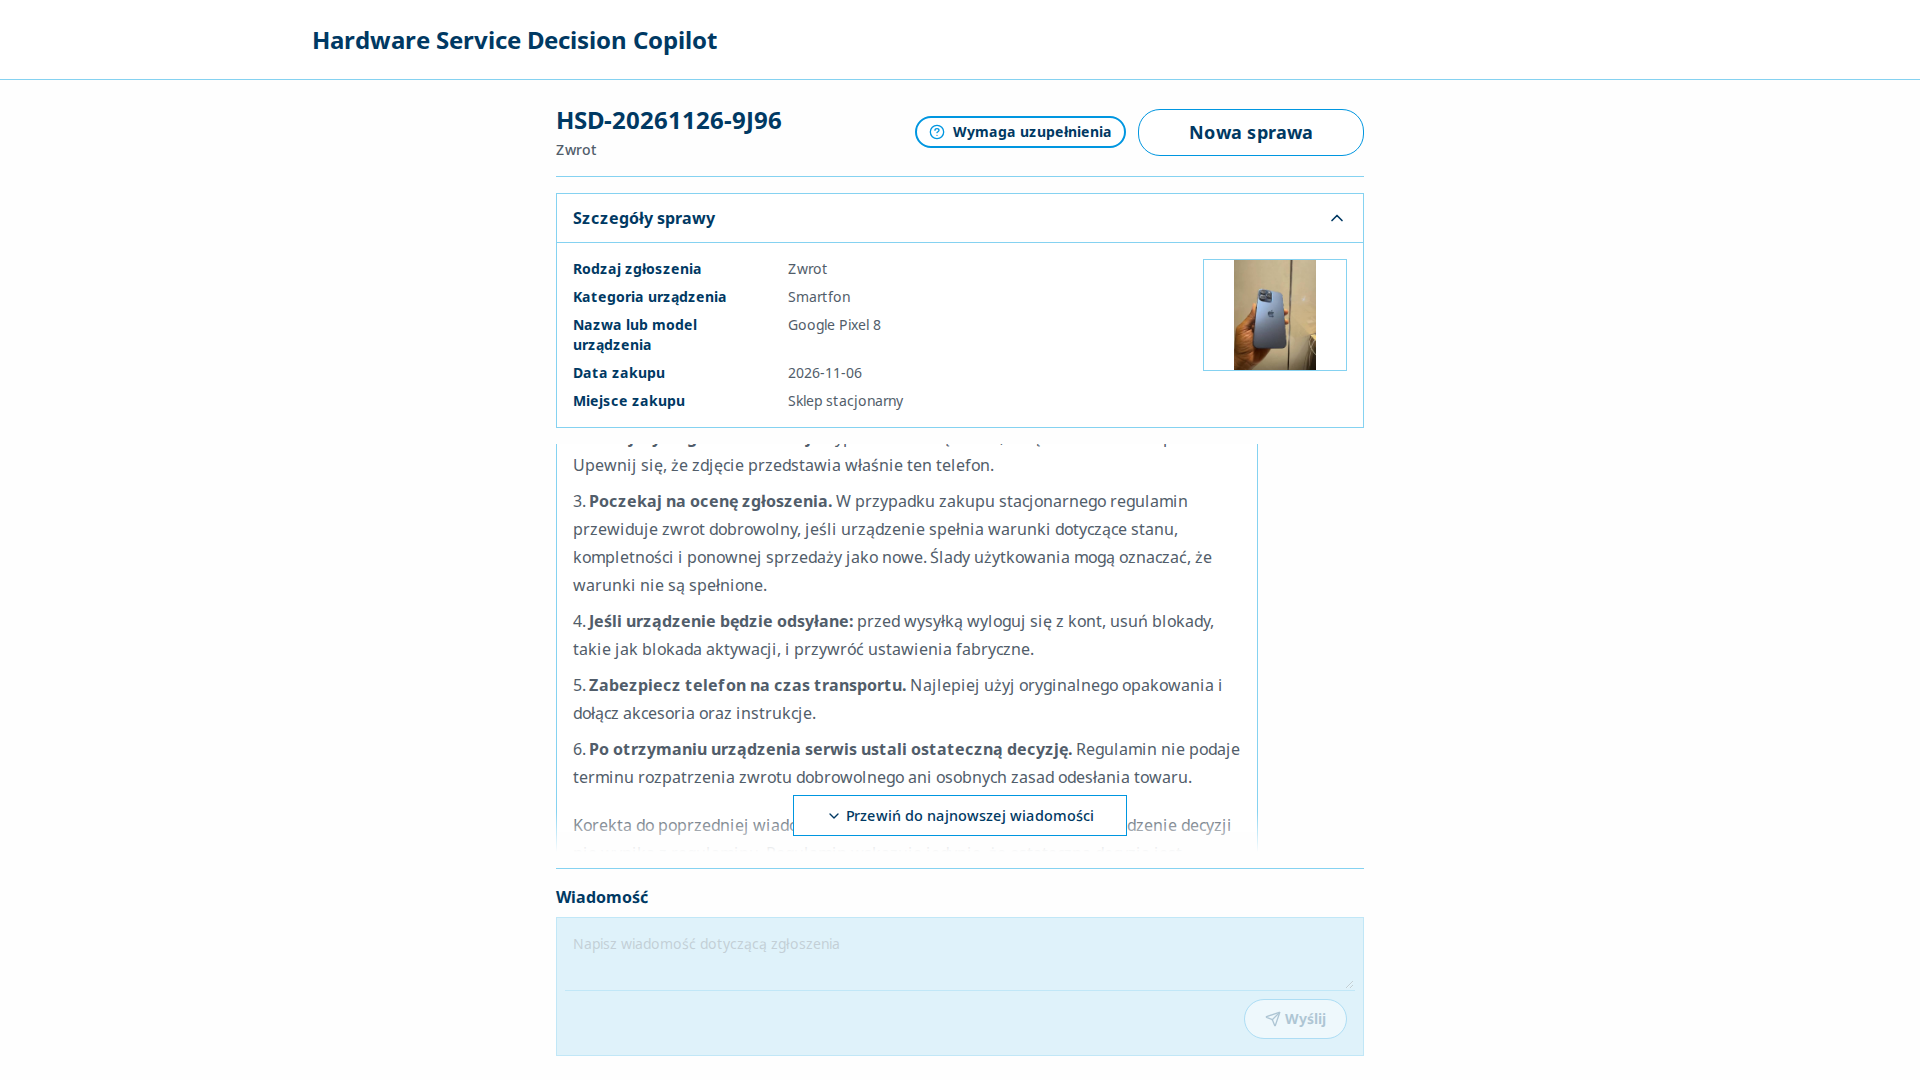 Hardware Service Decision Copilot
HSD-20261126-9J96
Zwrot
Wymaga uzupełnienia
Nowa sprawa
Szczegóły sprawy
Rodzaj zgłoszenia
Zwrot
Kategoria urządzenia
Smartfon
Nazwa lub model
urządzenia
Google Pixel 8
Data zakupu
2026-11-06
Miejsce zakupu
Sklep stacjonarny
Upewnij się, że zdjęcie przedstawia właśnie ten telefon.
3. Poczekaj na ocenę zgłoszenia. W przypadku zakupu stacjonarnego regulamin
przewiduje zwrot dobrowolny, jeśli urządzenie spełnia warunki dotyczące stanu,
kompletności i ponownej sprzedaży jako nowe. Ślady użytkowania mogą oznaczać, że
warunki nie są spełnione.
4. Jeśli urządzenie będzie odsyłane: przed wysyłką wyloguj się z kont, usuń blokady,
takie jak blokada aktywacji, i przywróć ustawienia fabryczne.
5. Zabezpiecz telefon na czas transportu. Najlepiej użyj oryginalnego opakowania i
dołącz akcesoria oraz instrukcje.
6. Po otrzymaniu urządzenia serwis ustali ostateczną decyzję. Regulamin nie podaje
terminu rozpatrzenia zwrotu dobrowolnego ani osobnych zasad odesłania towaru.
Przewiń do najnowszej wiadomości
Korekta do poprzedniej decyzji
Wiadomość
Napisz wiadomość dotyczącą zgłoszenia
Wyślij